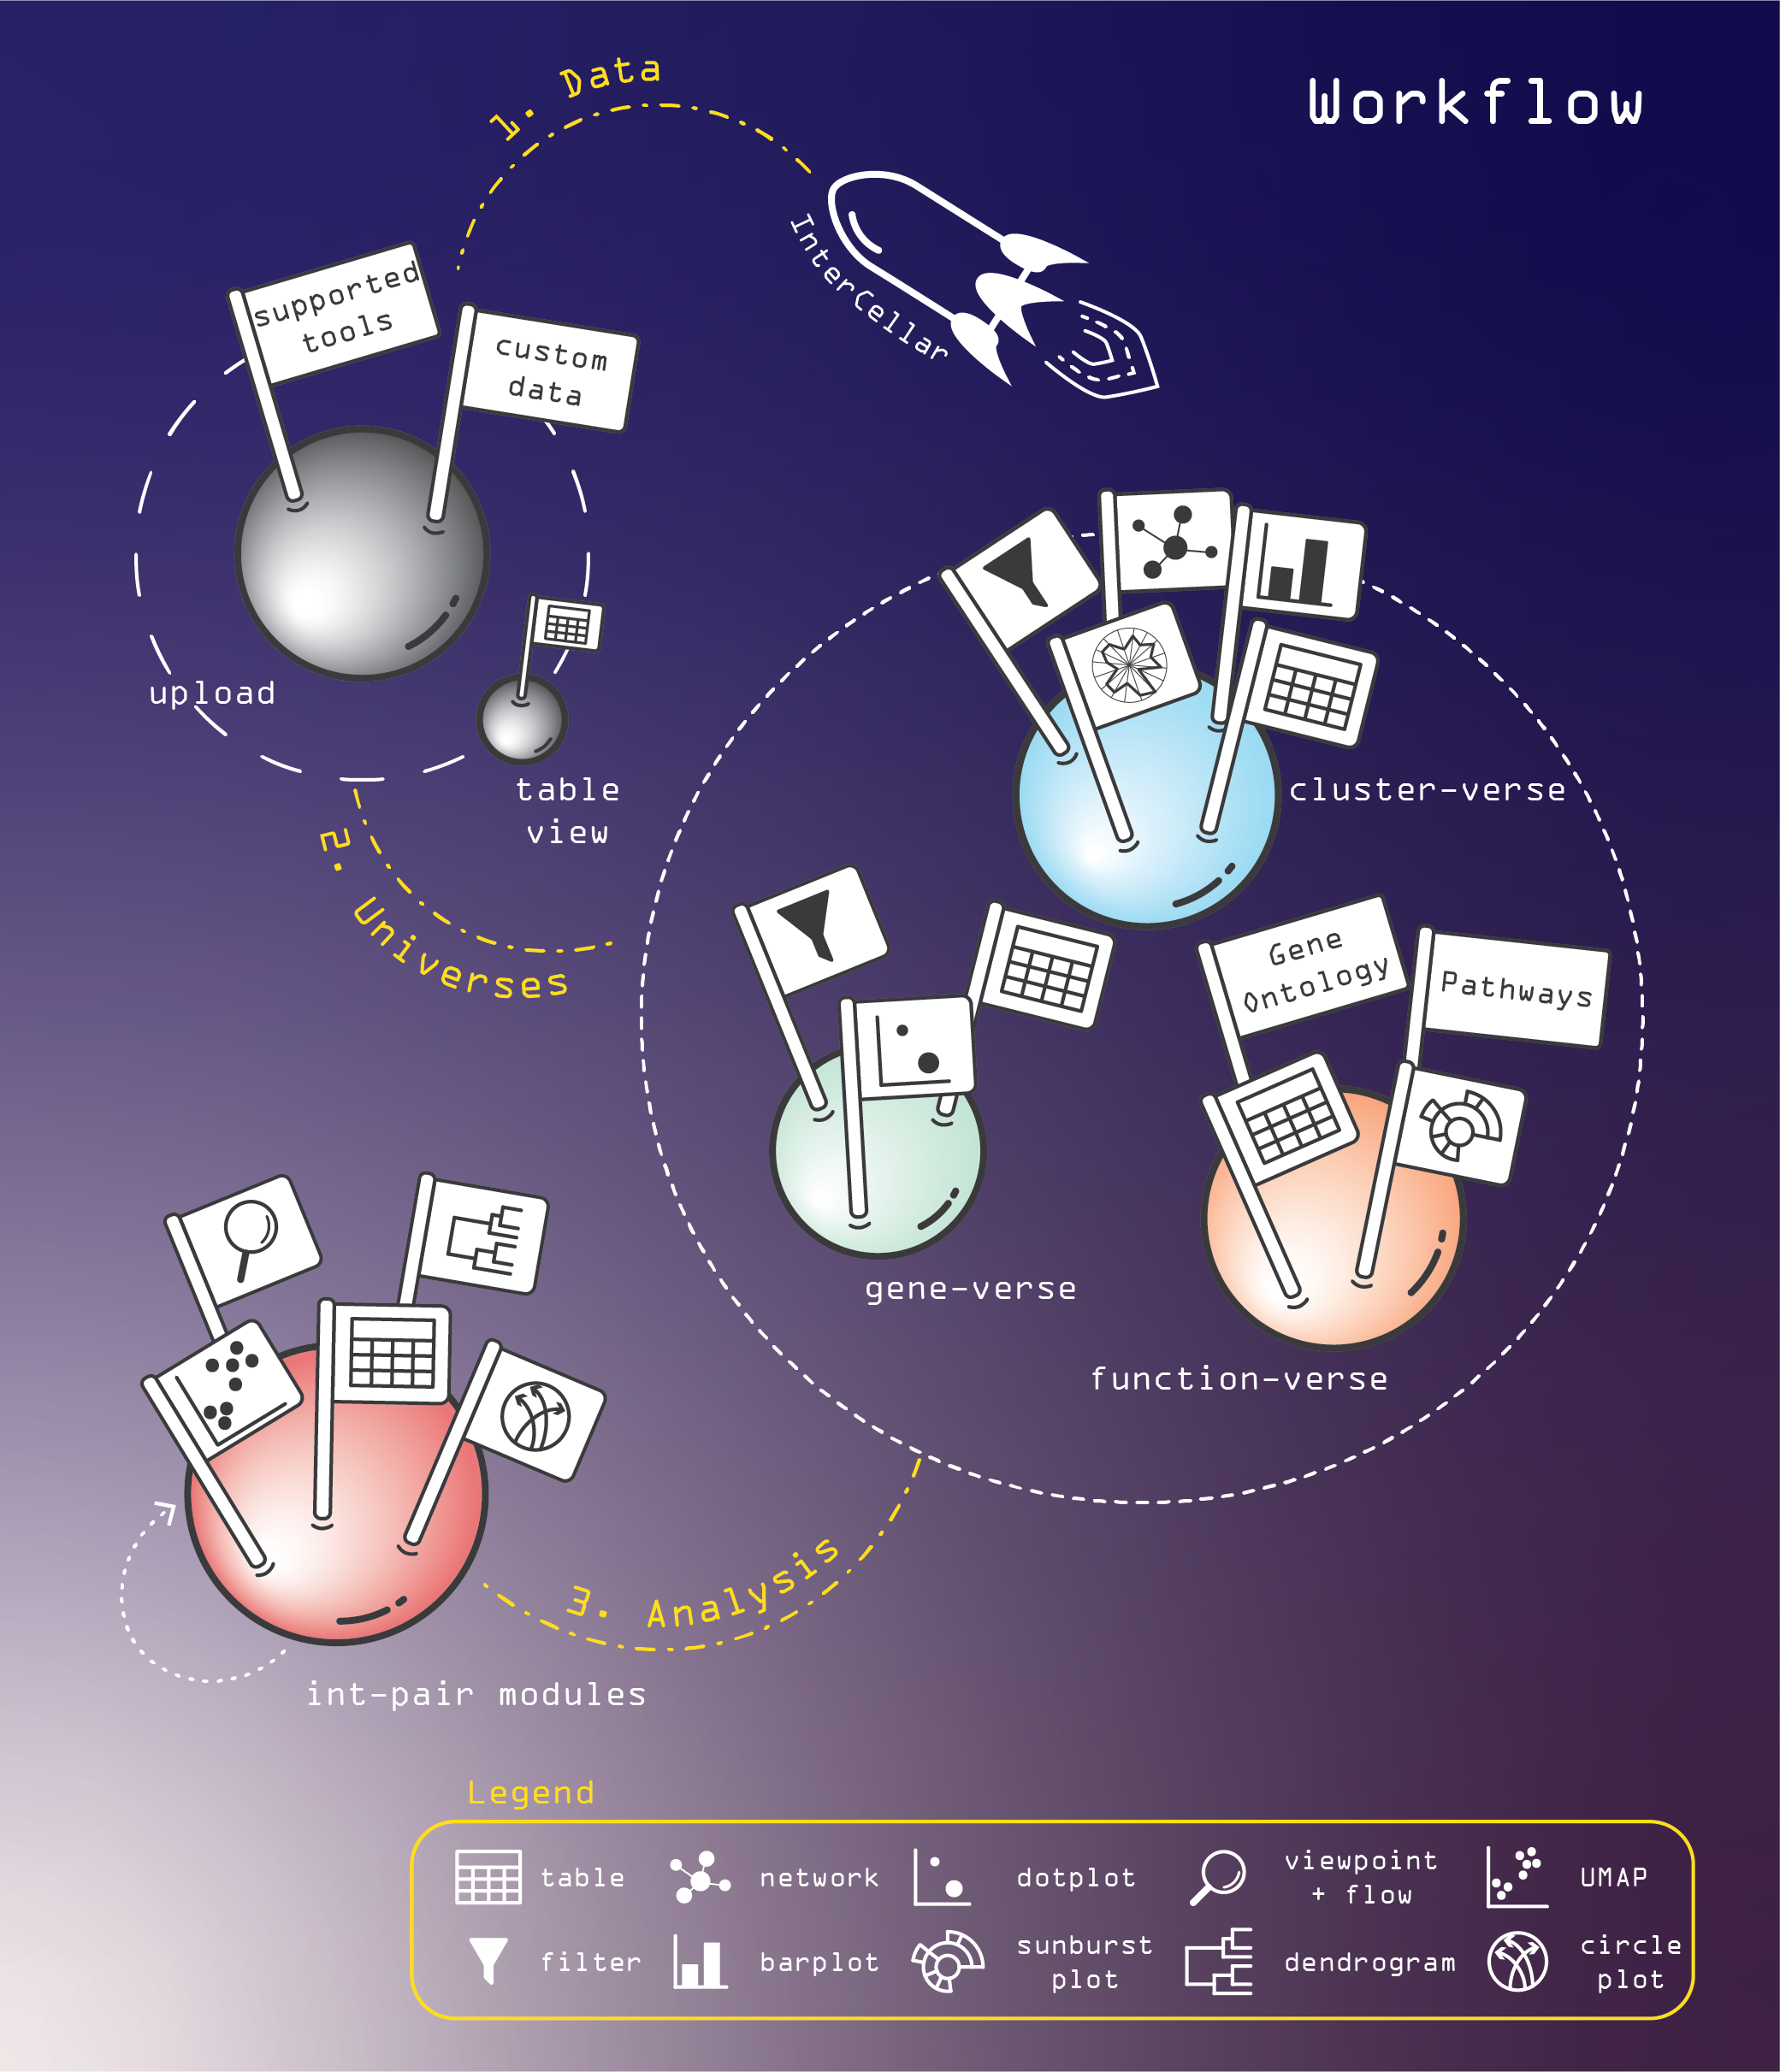 Workflow
1. Data
InterCellar
supported
tools
custom
data
upload
table
view
2. Universes
cluster-verse
Gene
Ontology
Pathways
gene-verse
function-verse
3. Analysis
int-pair modules
Legend
table
network
dotplot
viewpoint
+ flow
UMAP
filter
barplot
sunburst
plot
dendrogram
circle
plot